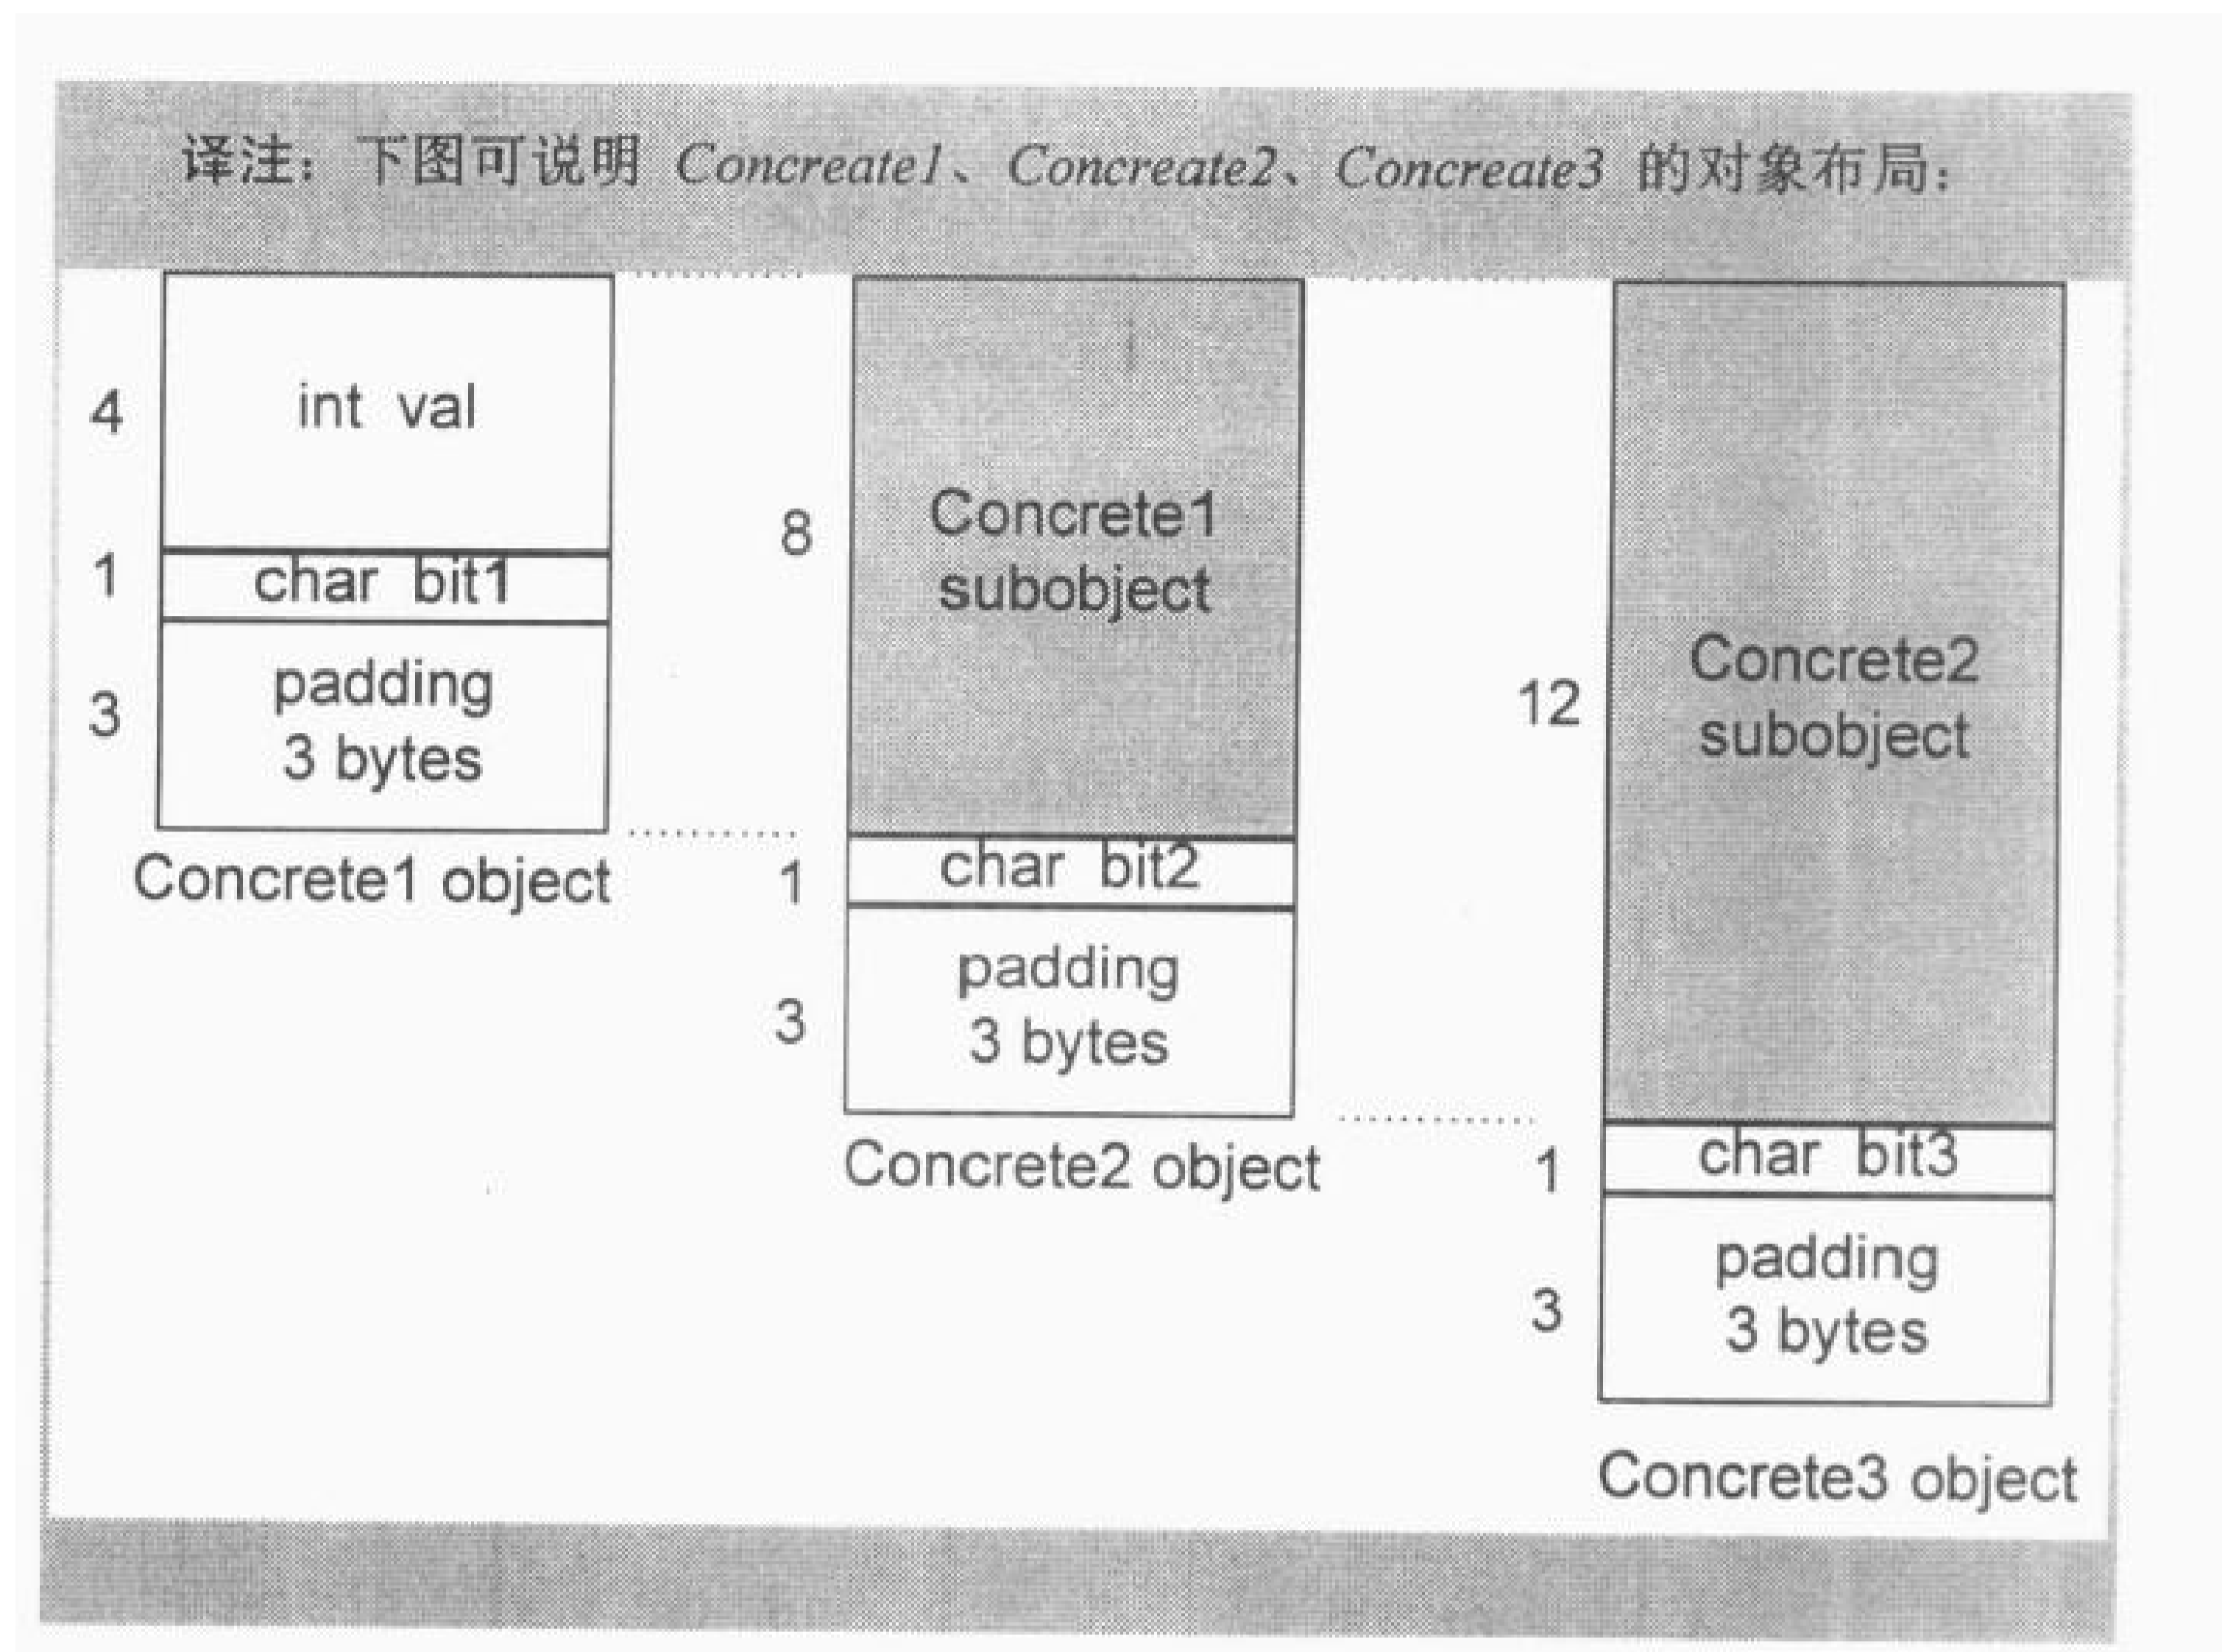 译注：下图可说明 Concreate1、Concreate2、Concreate3 的对象布局：
4
int val
1
char bit1
3
padding
3 bytes
Concrete1 object
8
Concrete1
subobject
1
char bit2
3
padding
3 bytes
Concrete2 object
12
Concrete2
subobject
1
char bit3
3
padding
3 bytes
Concrete3 object